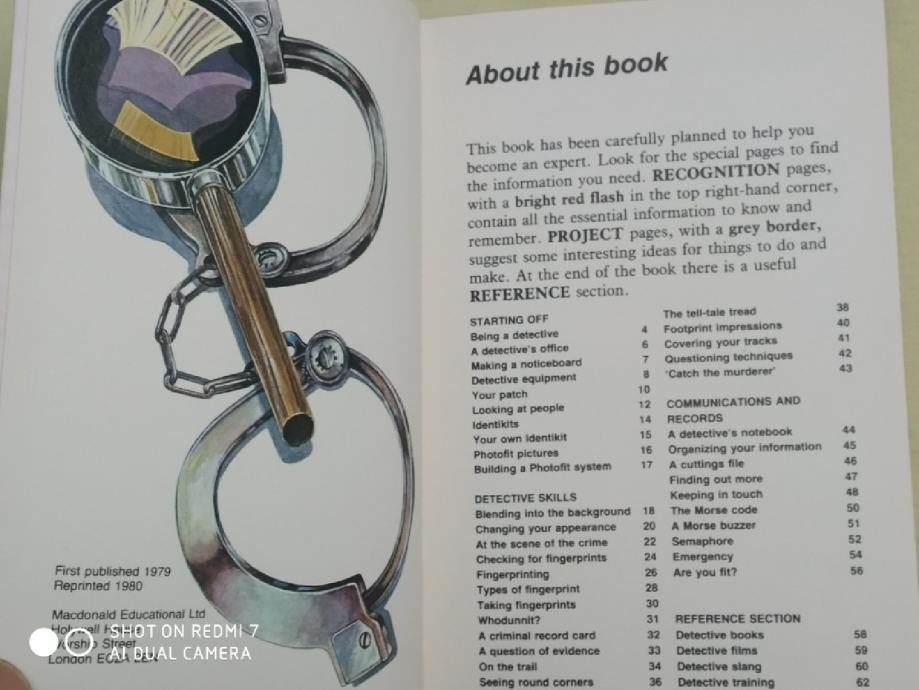 First published 1979
Reprinted 1980
Macdonald Educational Ltd
London
SHOT ON REDMI 7
AI DUAL CAMERA
About this book
This book has been carefully planned to help you
become an expert. Look for the special pages to find
the information you need. RECOGNITION pages,
with a bright red flash in the top right-hand corner,
contain all the essential information to know and
remember. PROJECT pages, with a grey border,
suggest some interesting ideas for things to do and
make. At the end of the book there is a useful
REFERENCE section.
STARTING OFF
Being a detective 4
A detective's office 6
Making a noticeboard 7
Detective equipment 8
Your patch 10
Looking at people 12
Identikits 14
Your own identikit 15
Photofit pictures 16
Building a Photofit system 17
DETECTIVE SKILLS
Blending into the background 18
Changing your appearance 20
At the scene of the crime 22
Checking for fingerprints 24
Fingerprinting 26
Types of fingerprint 28
Taking fingerprints 30
Whodunnit? 31
A criminal record card 32
A question of evidence 33
On the trail 34
Seeing round corners 36
The tell-tale tread 38
Footprint impressions 40
Covering your tracks 41
Questioning techniques 42
'Catch the murderer' 43
COMMUNICATIONS AND
RECORDS
A detective's notebook 44
Organizing your information 45
A cuttings file 46
Finding out more 47
Keeping in touch 48
The Morse code 50
A Morse buzzer 51
Semaphore 52
Emergency 54
Are you fit? 56
REFERENCE SECTION
Detective books 58
Detective films 59
Detective slang 60
Detective training 62